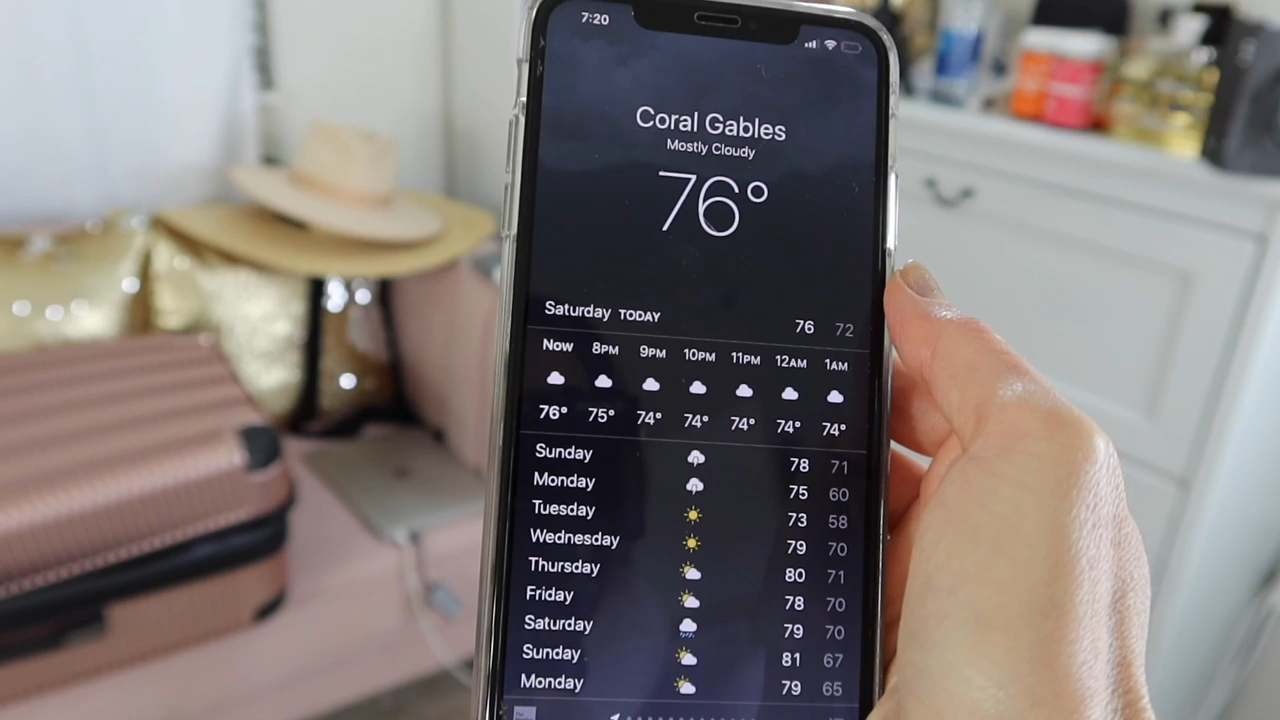 7:20
Coral Gables
Mostly Cloudy
76°
Saturday TODAY 76 72
Now 8PM 9PM 10PM 11PM 12AM 1AM
76° 75° 74° 74° 74° 74° 74°
Sunday 78 71
Monday 75 60
Tuesday 73 58
Wednesday 79 70
Thursday 80 71
Friday 78 70
Saturday 79 70
Sunday 81 67
Monday 79 65